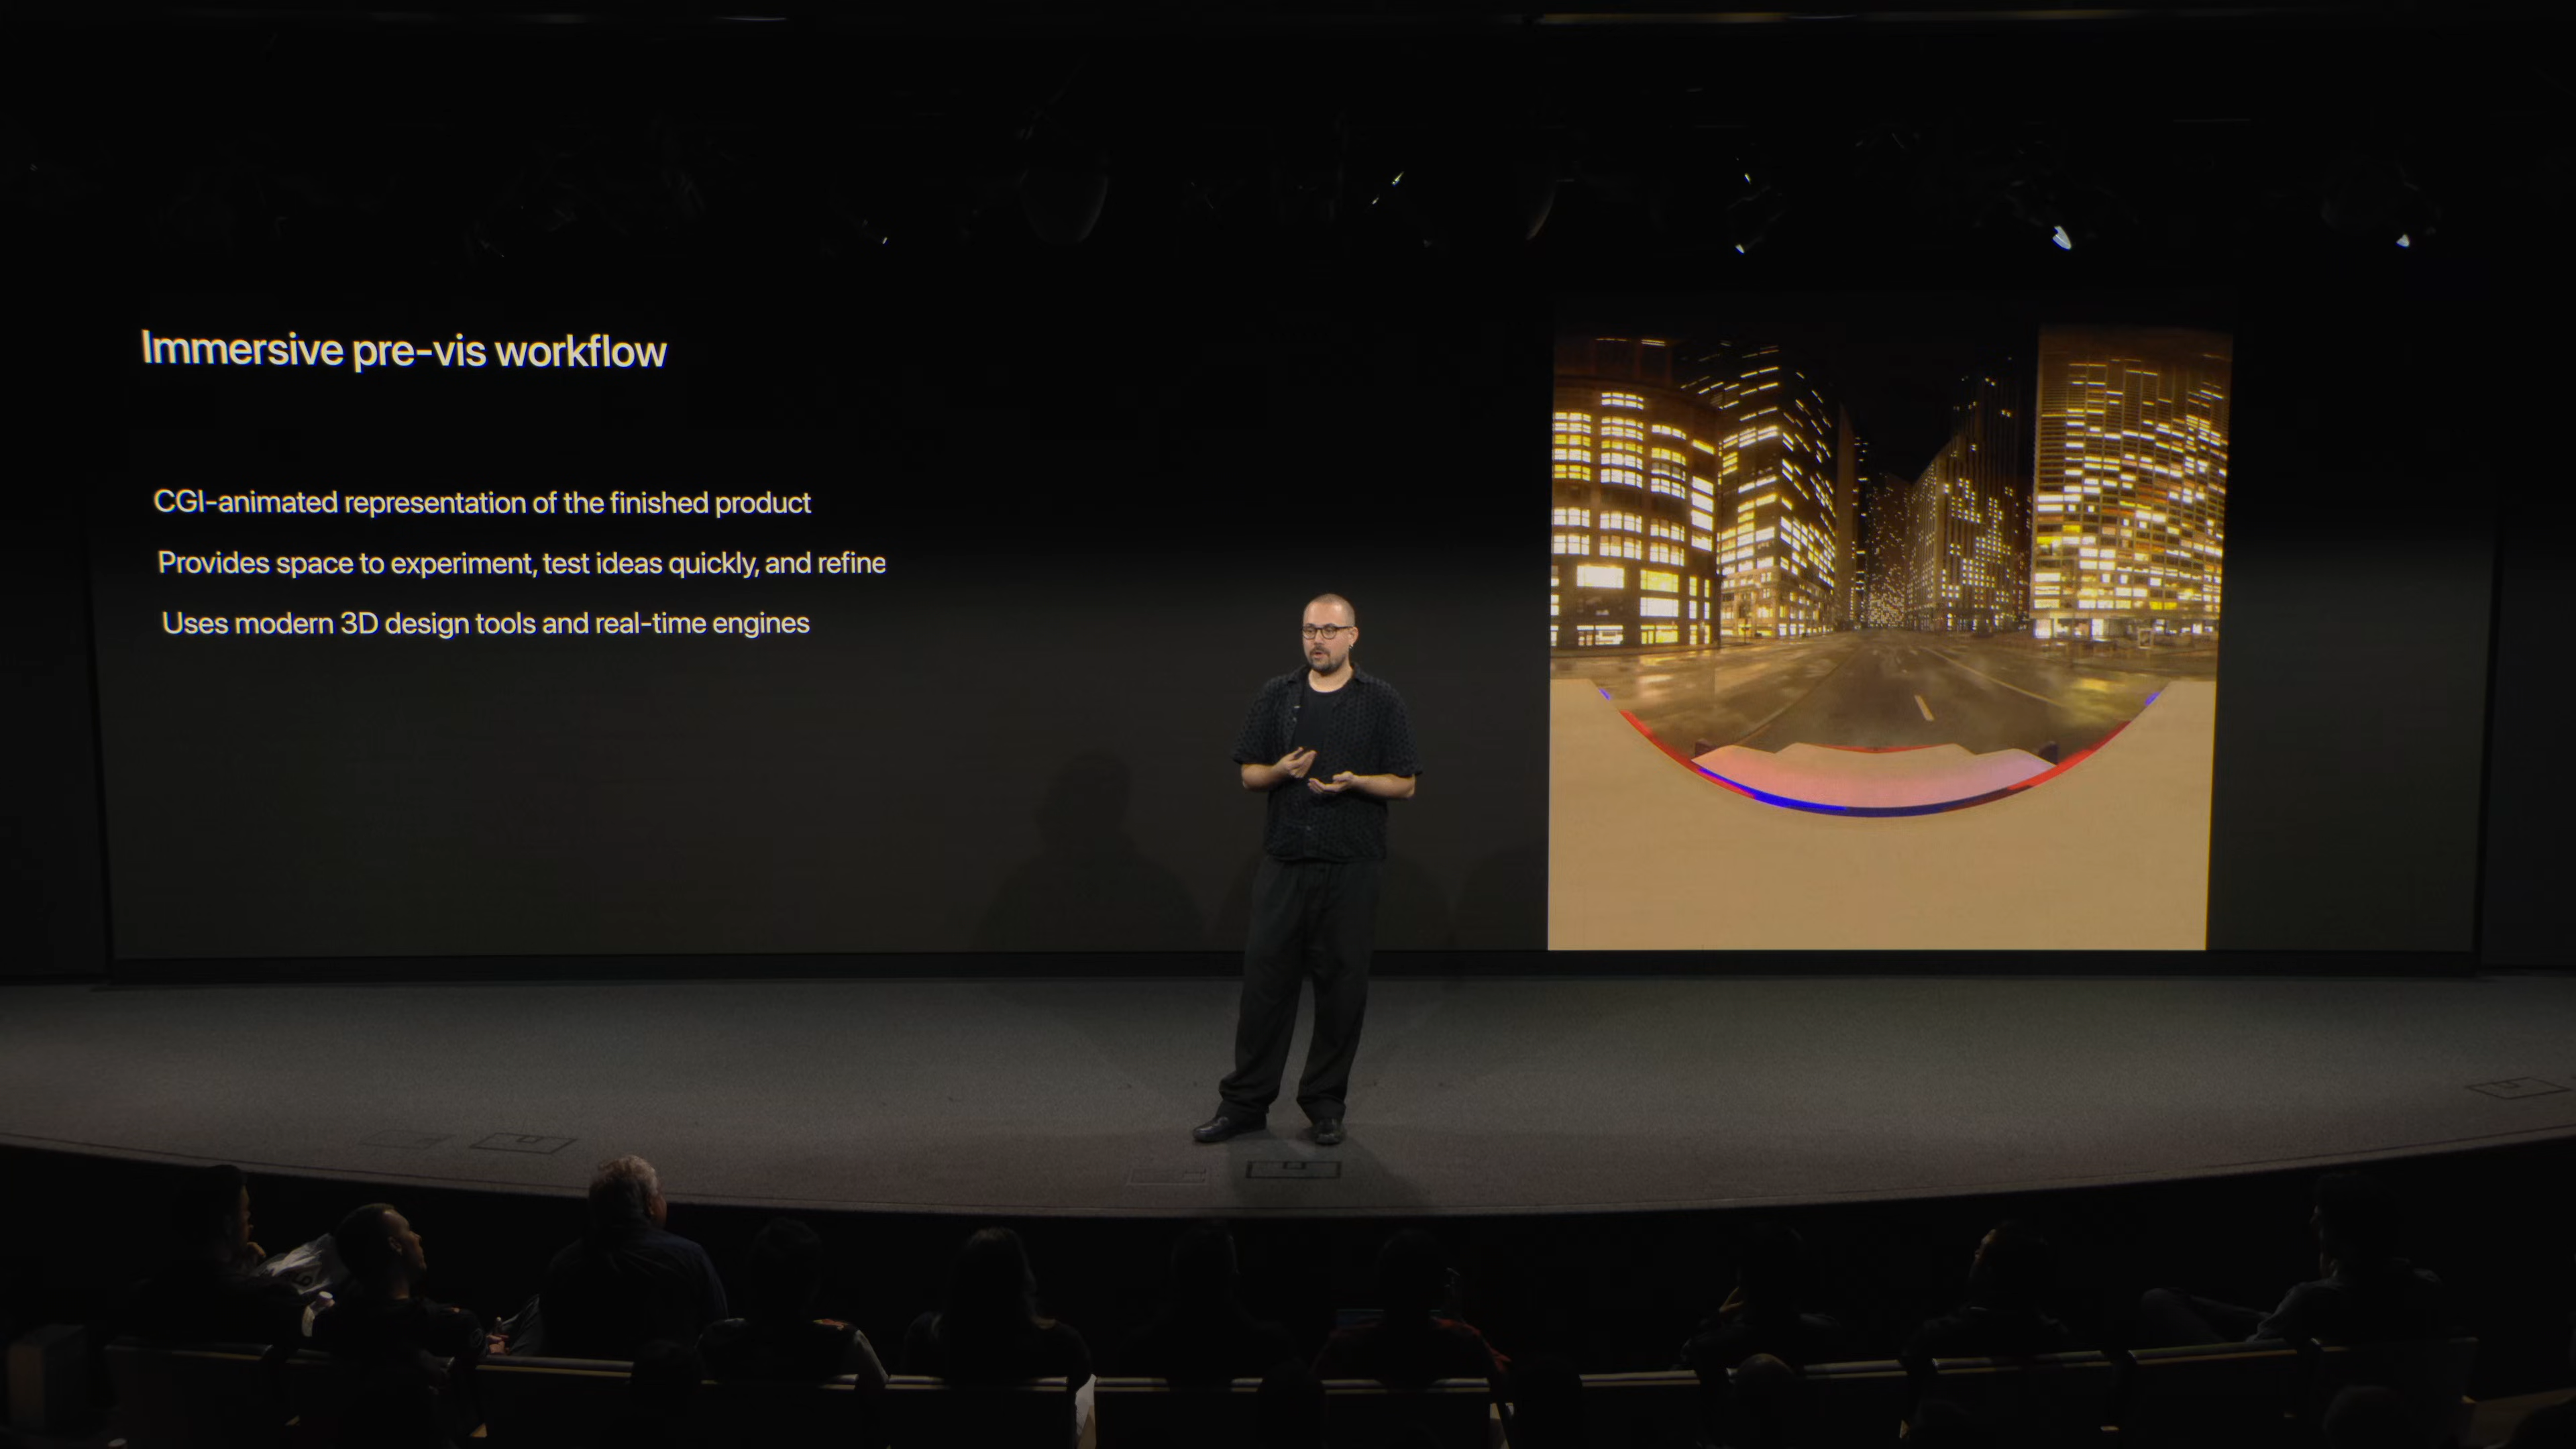 Immersive pre-vis workflow
CGI-animated representation of the finished product
Provides space to experiment, test ideas quickly, and refine
Uses modern 3D design tools and real-time engines